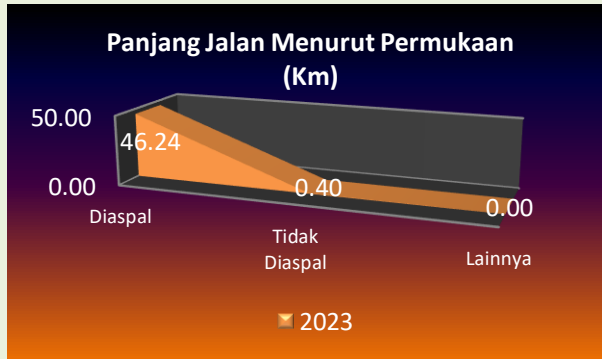 Panjang Jalan Menurut Permukaan
(Km)
50.00
0.00
46.24
0.40
0.00
Diaspal
Tidak
Diaspal
Lainnya
2023